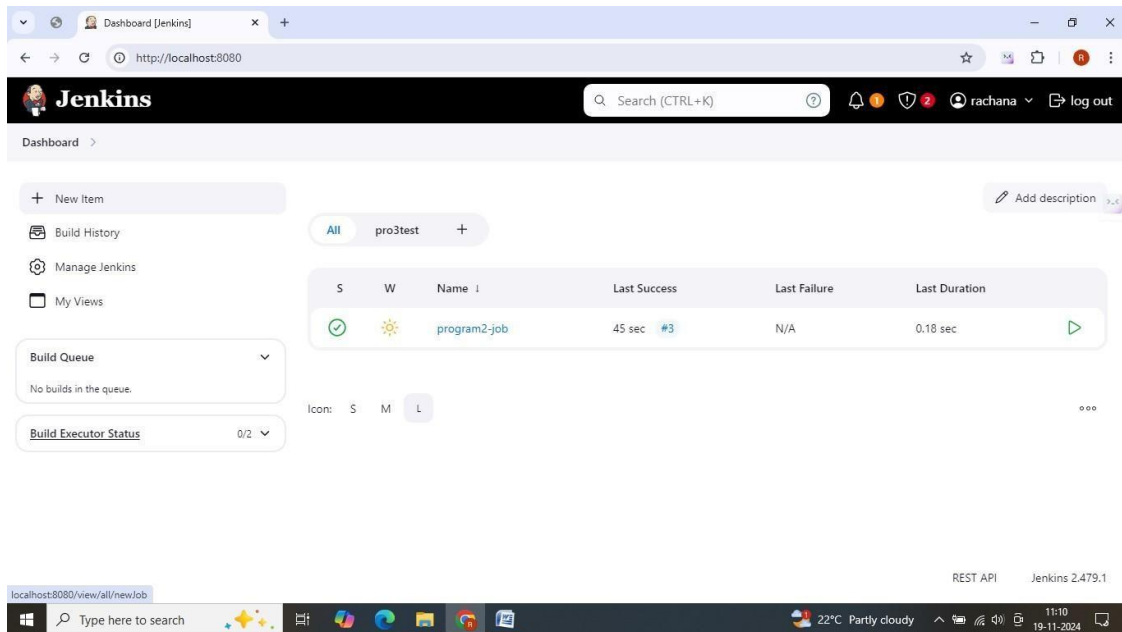 Dashboard [Jenkins]
http://localhost:8080
R
Jenkins
Search (CTRL+K)
1
2
rachana
log out
Dashboard
New Item
Build History
Manage Jenkins
My Views
Add description
All pro3test +
S W Name ↓ Last Success Last Failure Last Duration
program2-job 45 sec #3 N/A 0.18 sec
Build Queue
No builds in the queue.
Build Executor Status 0/2
Icon: S M L
REST API Jenkins 2.479.1
localhost:8080/view/all/newJob
Type here to search
22°C Partly cloudy
11:10
19-11-2024